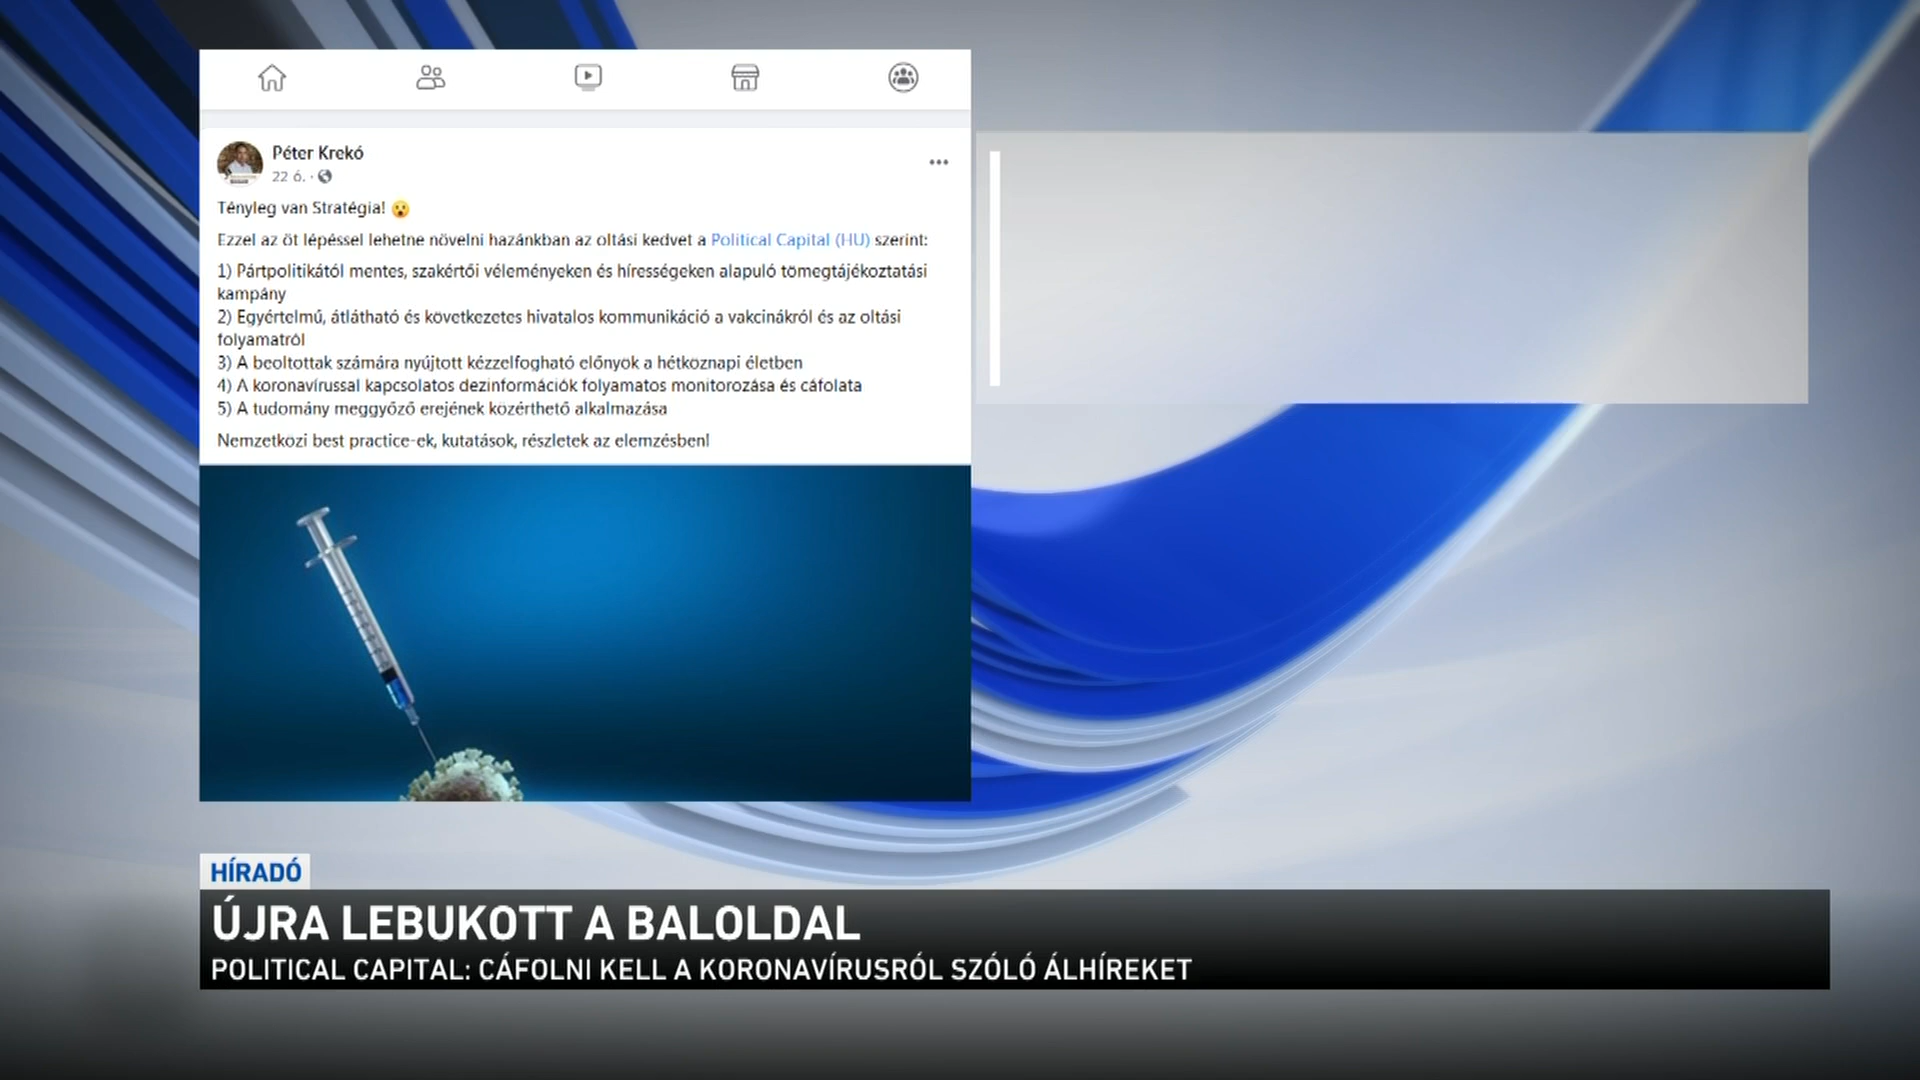 Péter Krekó
22 ó. ·
Tényleg van Stratégia! 😮
Ezzel az öt lépéssel lehetne növelni hazánkban az oltási kedvet a Political Capital (HU) szerint:
1) Pártpolitikától mentes, szakértői véleményeken és hírességeken alapuló tömegtájékoztatási
kampány
2) Egyértelmű, átlátható és következetes hivatalos kommunikáció a vakcinákról és az oltási
folyamatról
3) A beoltottak számára nyújtott kézzelfogható előnyök a hétköznapi életben
4) A koronavírussal kapcsolatos dezinformációk folyamatos monitorozása és cáfolata
5) A tudomány meggyőző erejének közérthető alkalmazása
Nemzetközi best practice-ek, kutatások, részletek az elemzésben!
HÍRADÓ
ÚJRA LEBUKOTT A BALOLDAL
POLITICAL CAPITAL: CÁFOLNI KELL A KORONAVÍRUSRÓL SZÓLÓ ÁLHÍREKET